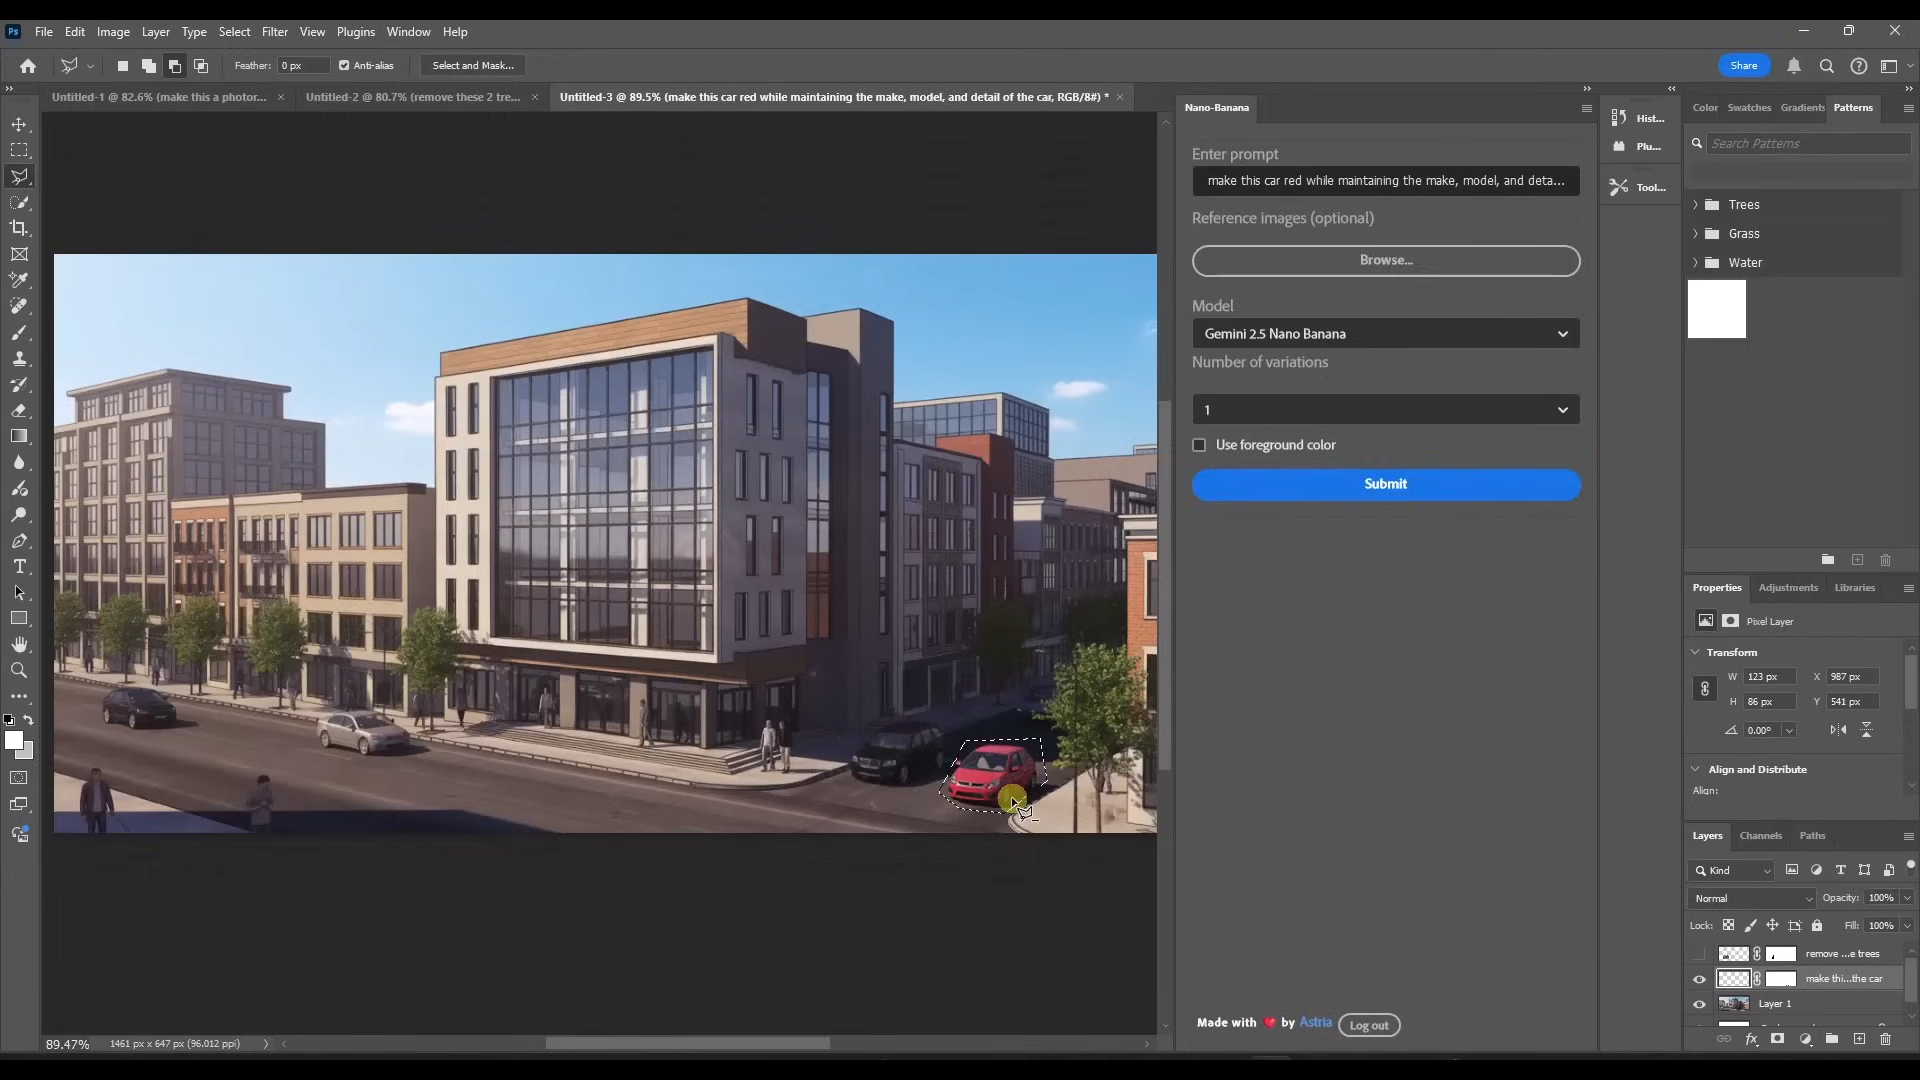 Ps File Edit Image Layer Type Select Filter View Plugins Window Help
Feather: 0 px Anti-alias Select and Mask... Share
Untitled-1 @ 82.6% (make this a photor... × Untitled-2 @ 80.7% (remove these 2 tre... × Untitled-3 @ 89.5% (make this car red while maintaining the make, model, and detail of the car, RGB/8#) * ×
Nano-Banana
Enter prompt
make this car red while maintaining the make, model, and deta...
Reference images (optional)
Browse...
Model
Gemini 2.5 Nano Banana
Number of variations
1
Use foreground color
Submit
Made with ❤ by Astria Log out
Hist...
Plu...
Tool...
Color Swatches Gradients Patterns
Search Patterns
Trees
Grass
Water
Properties Adjustments Libraries
Pixel Layer
Transform
W 123 px X 987 px
H 86 px Y 541 px
0.00°
Align and Distribute
Align:
Layers Channels Paths
Kind
Normal Opacity: 100%
Lock: Fill: 100%
remove ...e trees
make thi...the car
Layer 1
fx
89.47% 1461 px x 647 px (96.012 ppi)